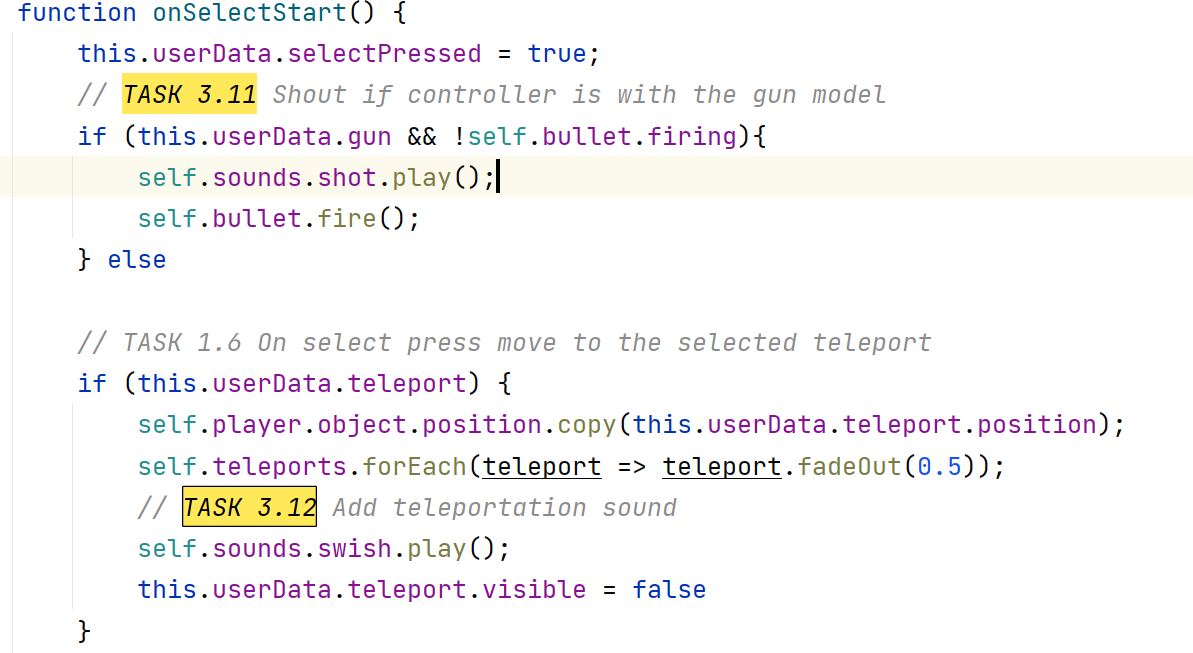 function onSelectStart() {
    this.userData.selectPressed = true;
    // TASK 3.11 Shout if controller is with the gun model
    if (this.userData.gun && !self.bullet.firing){
        self.sounds.shot.play();
        self.bullet.fire();
    } else

    // TASK 1.6 On select press move to the selected teleport
    if (this.userData.teleport) {
        self.player.object.position.copy(this.userData.teleport.position);
        self.teleports.forEach(teleport => teleport.fadeOut(0.5));
        // TASK 3.12 Add teleportation sound
        self.sounds.swish.play();
        this.userData.teleport.visible = false
    }